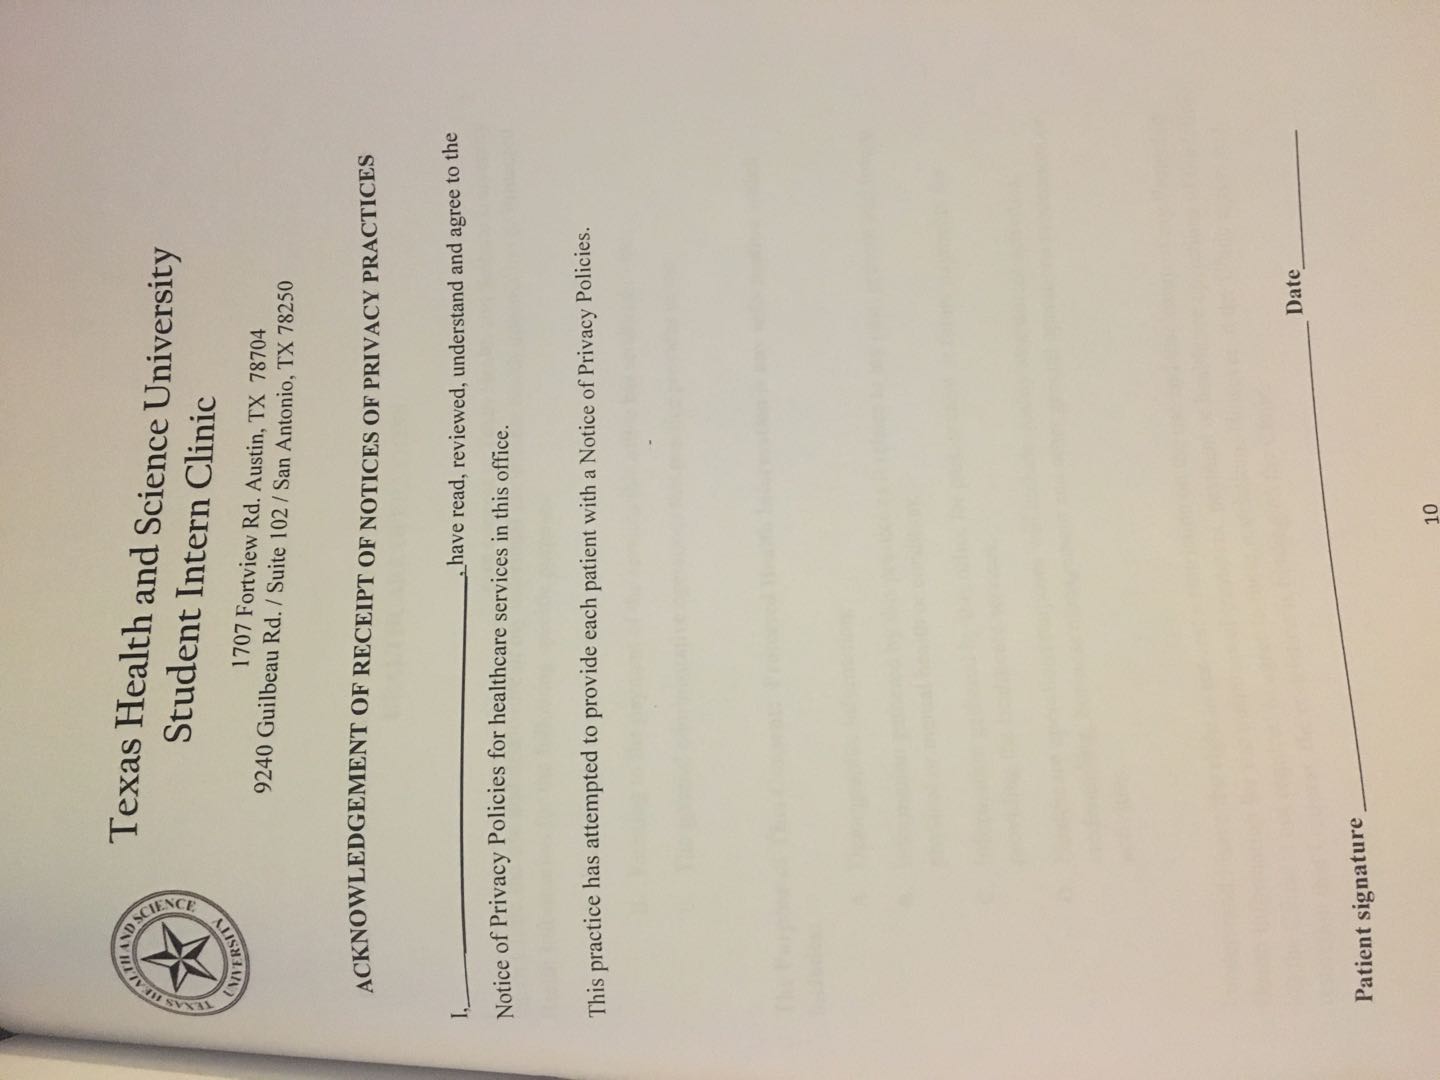 TEXAS HEALTH AND SCIENCE UNIVERSITY
Texas Health and Science University
Student Intern Clinic
1707 Fortview Rd. Austin, TX 78704
9240 Guilbeau Rd. / Suite 102 / San Antonio, TX 78250
ACKNOWLEDGEMENT OF RECEIPT OF NOTICES OF PRIVACY PRACTICES
I,____________________, have read, reviewed, understand and agree to the
Notice of Privacy Policies for healthcare services in this office.
This practice has attempted to provide each patient with a Notice of Privacy Policies.
Patient signature ____________________ Date__________
10